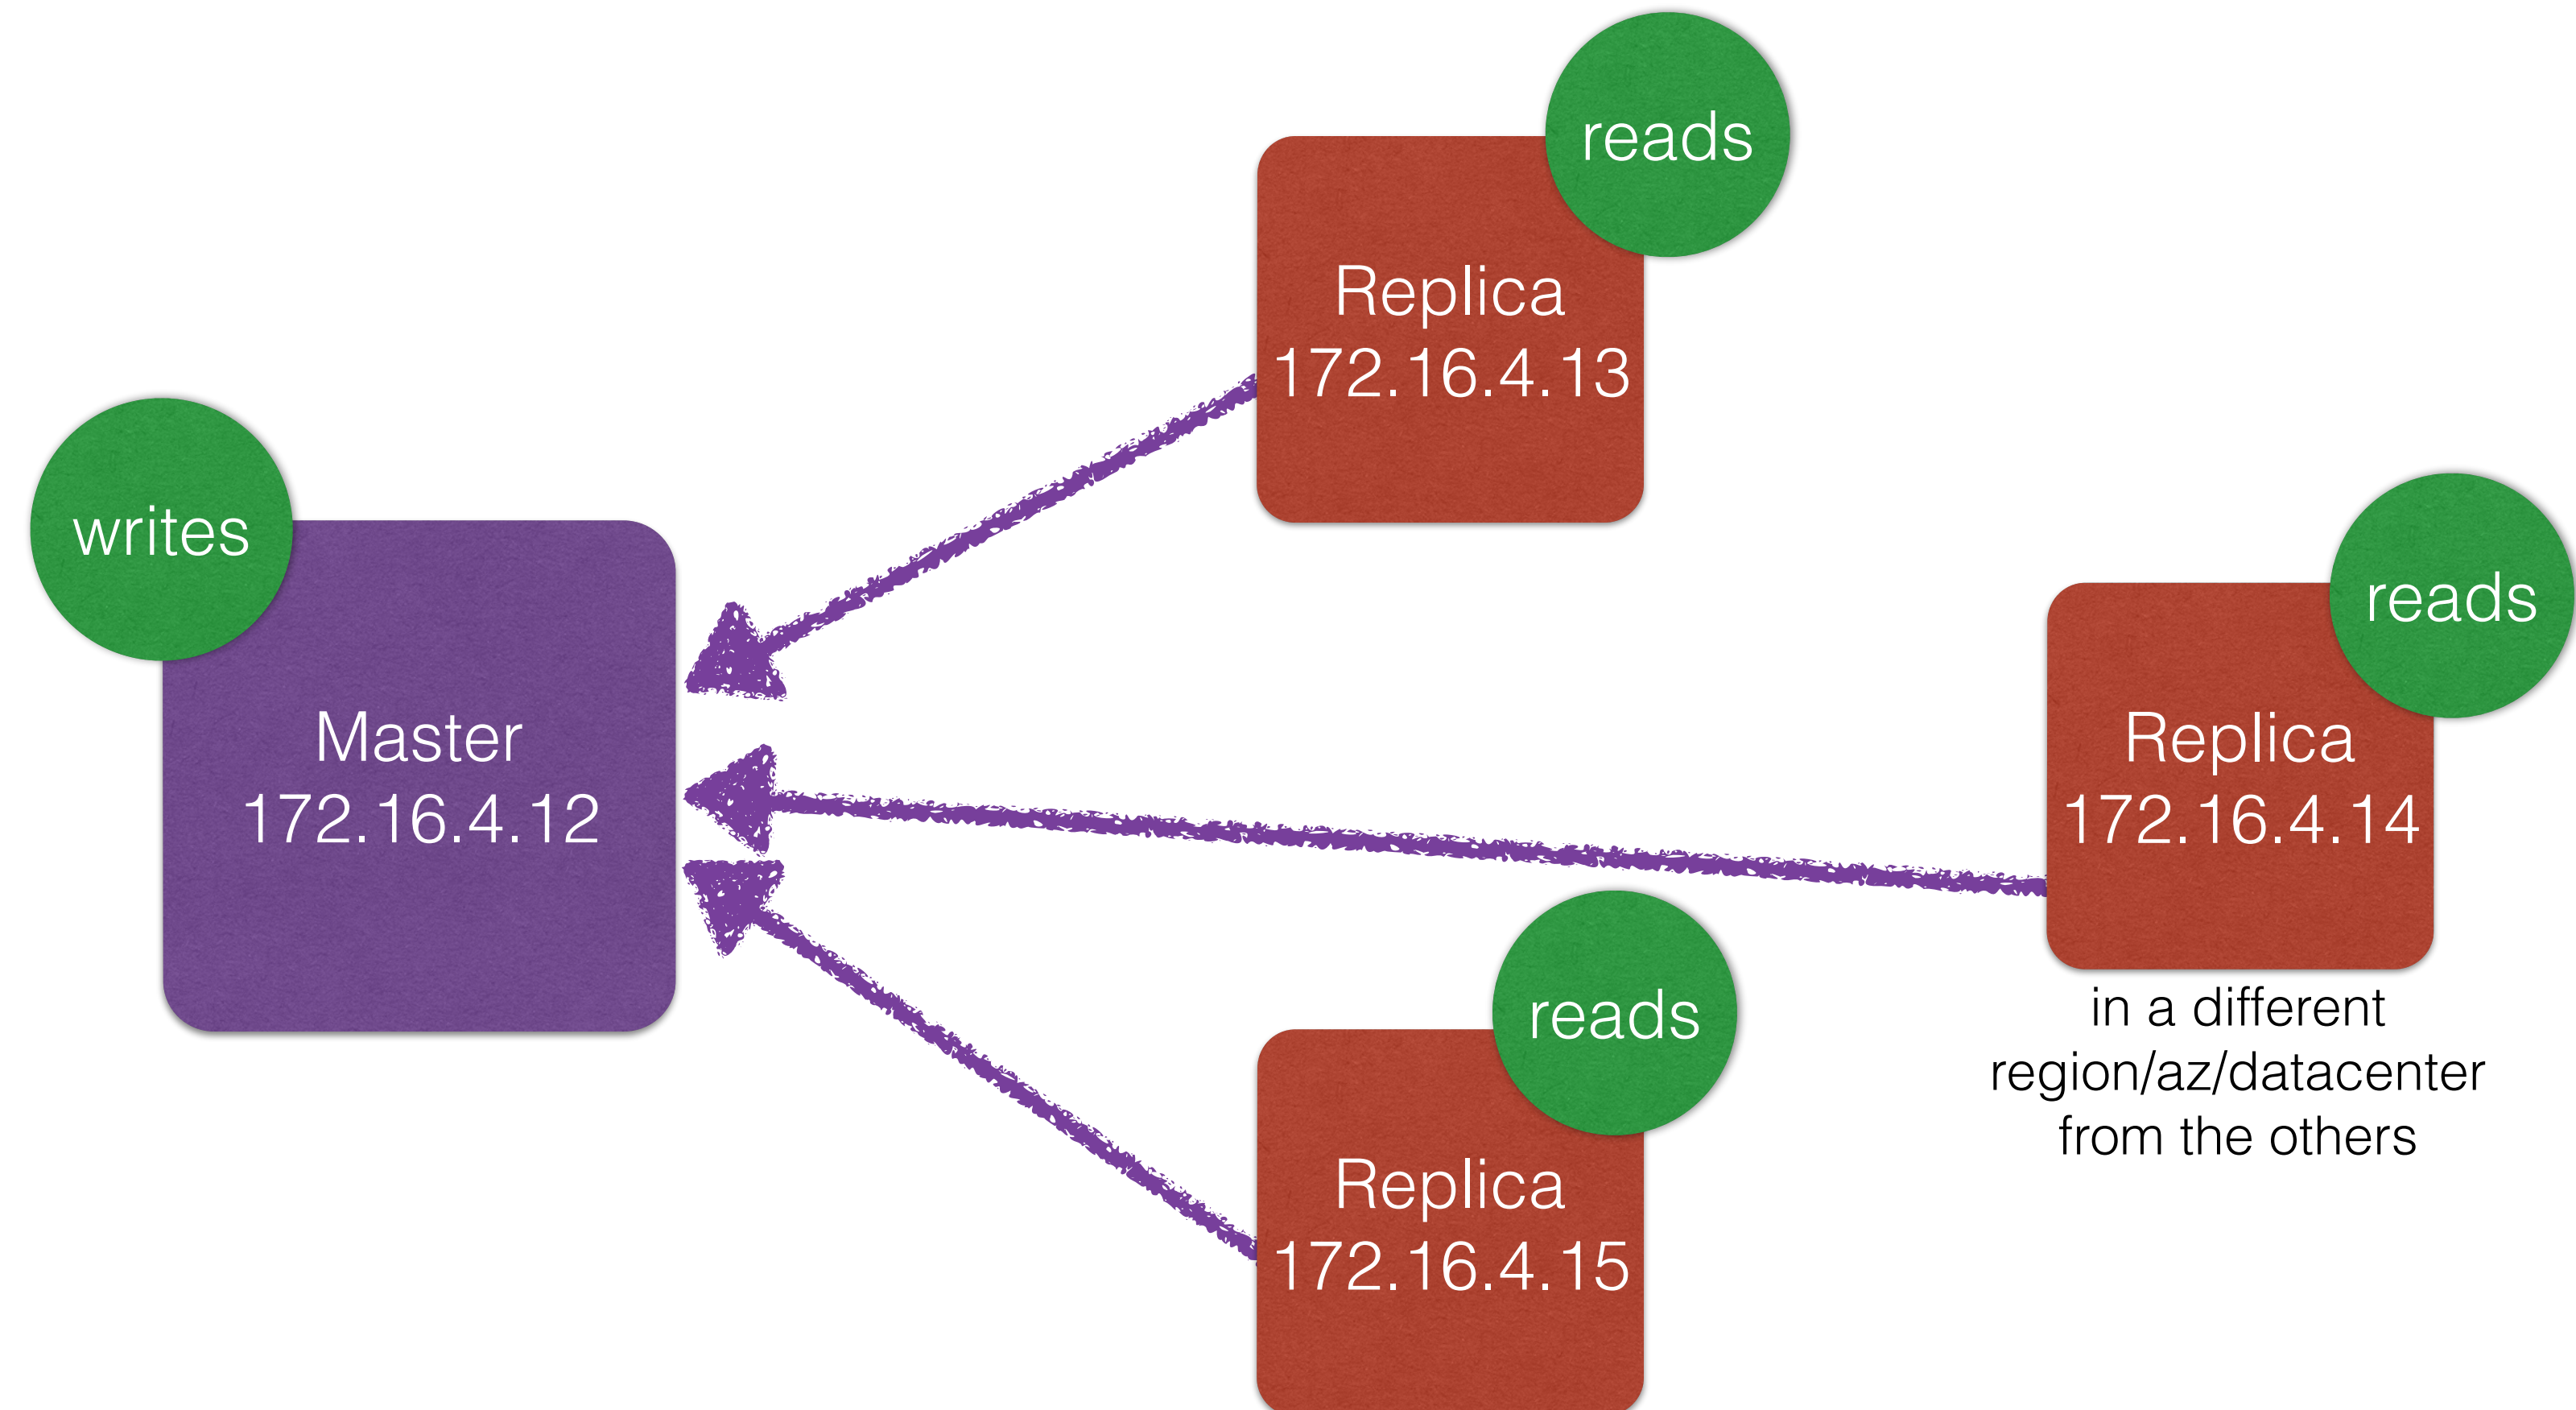 reads
Replica
172.16.4.13
writes
Master
172.16.4.12
reads
Replica
172.16.4.14
in a different
region/az/datacenter
from the others
reads
Replica
172.16.4.15